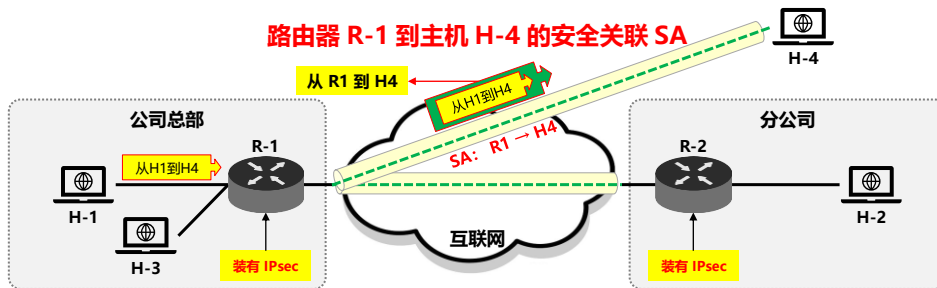 路由器 R-1 到主机 H-4 的安全关联 SA
H-4
从 R1 到 H4
从H1到H4
公司总部
分公司
R-1
SA： R1 → H4
R-2
从H1到H4
H-1
H-2
H-3
互联网
装有 IPsec
装有 IPsec